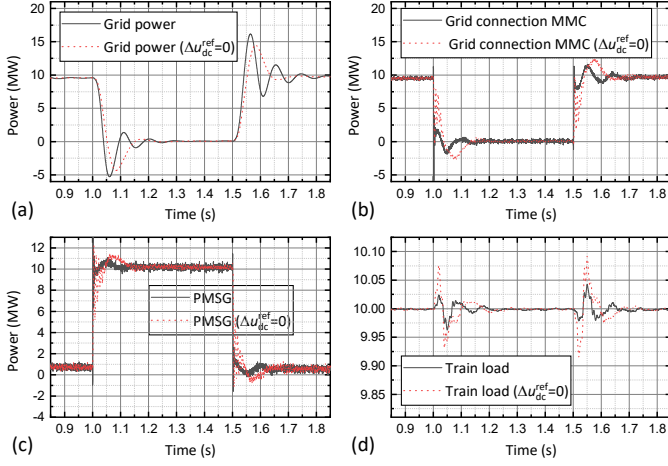 Grid power
Grid power (Δu_dc^ref=0)
Power (MW)
20
15
10
5
0
-5
0.9 1.0 1.1 1.2 1.3 1.4 1.5 1.6 1.7 1.8
Time (s)
(a)
Grid connection MMC
Grid connection MMC (Δu_dc^ref=0)
Power (MW)
20
15
10
5
0
-5
0.9 1.0 1.1 1.2 1.3 1.4 1.5 1.6 1.7 1.8
Time (s)
(b)
Power (MW)
12
10
8
6
4
2
0
-2
-4
PMSG
PMSG (Δu_dc^ref=0)
0.9 1.0 1.1 1.2 1.3 1.4 1.5 1.6 1.7 1.8
Time (s)
(c)
Power (MW)
10.10
10.05
10.00
9.95
9.90
9.85
Train load
Train load (Δu_dc^ref=0)
0.9 1.0 1.1 1.2 1.3 1.4 1.5 1.6 1.7 1.8
Time (s)
(d)